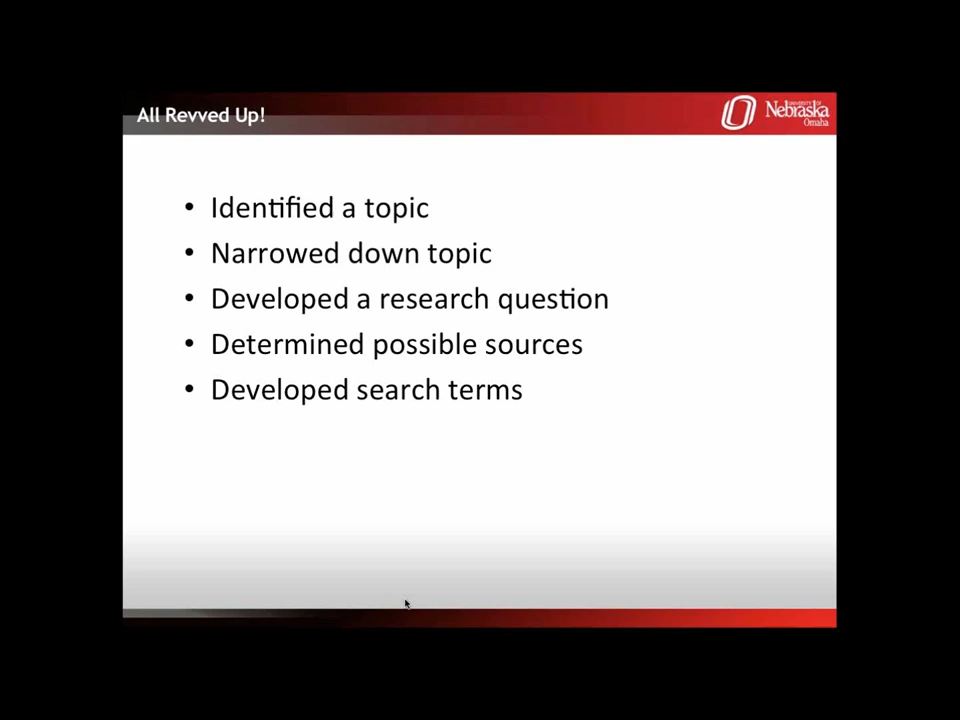 All Revved Up!
UNIVERSITY OF
Nebraska
Omaha
• Identified a topic
• Narrowed down topic
• Developed a research question
• Determined possible sources
• Developed search terms